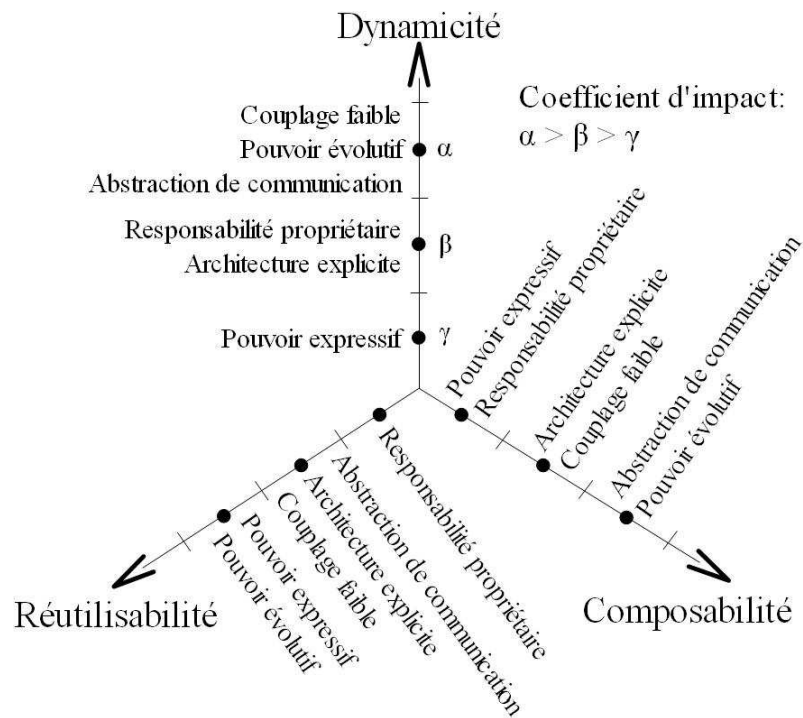 Dynamicité
Coefficient d'impact:
α > β > γ
Couplage faible
Pouvoir évolutif
α
Abstraction de communication
Responsabilité propriétaire
β
Architecture explicite
Pouvoir expressif
γ
Pouvoir expressif
Responsabilité propriétaire
Architecture explicite
Couplage faible
Abstraction de communication
Pouvoir évolutif
Responsabilité propriétaire
Abstraction de communication
Architecture explicite
Couplage faible
Pouvoir expressif
Pouvoir évolutif
Réutilisabilité
Composabilité